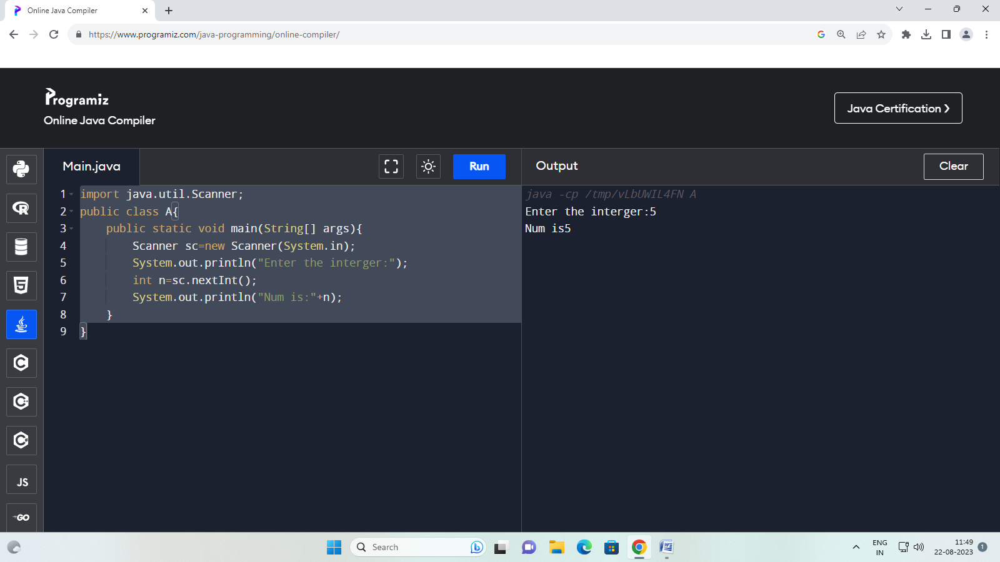 Online Java Compiler
https://www.programiz.com/java-programming/online-compiler/
Programiz
Online Java Compiler
Java Certification ❯
Main.java
Run
Output
Clear
1 import java.util.Scanner;
2 public class A{
3     public static void main(String[] args){
4         Scanner sc=new Scanner(System.in);
5         System.out.println("Enter the interger:");
6         int n=sc.nextInt();
7         System.out.println("Num is:"+n);
8     }
9 }
java -cp /tmp/vLbUWIL4FN A
Enter the interger:5
Num is5
JS
GO
Search
ENG
IN
11:49
22-08-2023
1